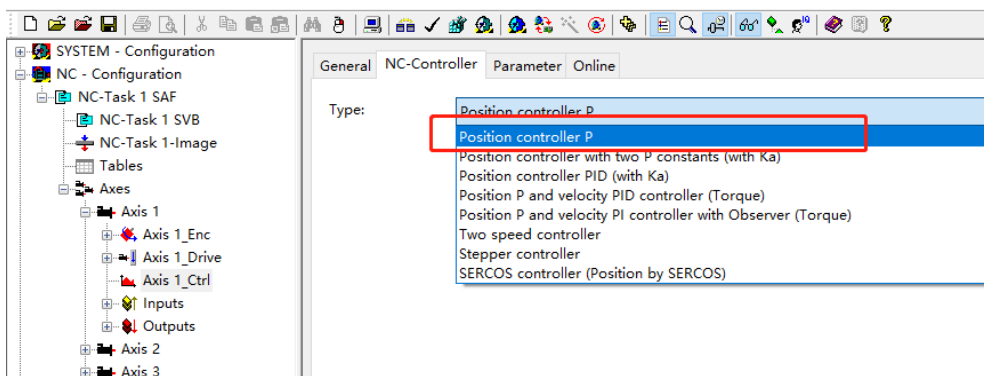 SYSTEM - Configuration
NC - Configuration
NC-Task 1 SAF
NC-Task 1 SVB
NC-Task 1-Image
Tables
Axes
Axis 1
Axis 1_Enc
Axis 1_Drive
Axis 1_Ctrl
Inputs
Outputs
Axis 2
Axis 3
General NC-Controller Parameter Online
Type: Position controller P
Position controller P
Position controller with two P constants (with Ka)
Position controller PID (with Ka)
Position P and velocity PID controller (Torque)
Position P and velocity PI controller with Observer (Torque)
Two speed controller
Stepper controller
SERCOS controller (Position by SERCOS)